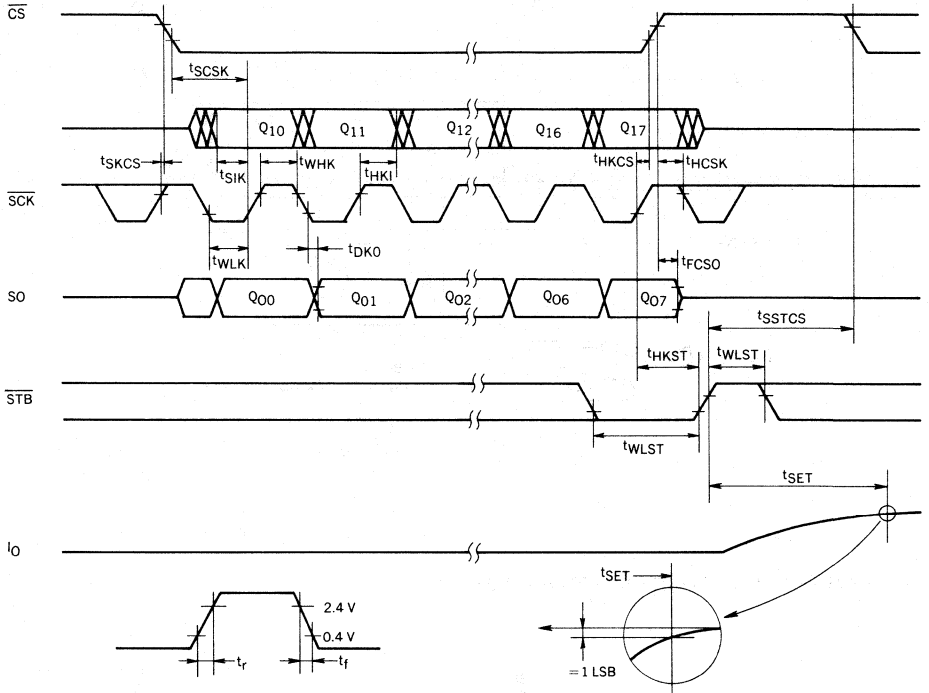 CS
tSCSK
Q10 Q11 Q12 Q16 Q17
tSKCS tSIK tWHK tHKI tHKCS tHCSK
SCK
tWLK tDKO tFCSO
SO Q00 Q01 Q02 Q06 Q07
tSSTCS
tHKST tWLST
STB
tWLST
tSET
IO
tSET
2.4 V
0.4 V
tr tf
= 1 LSB